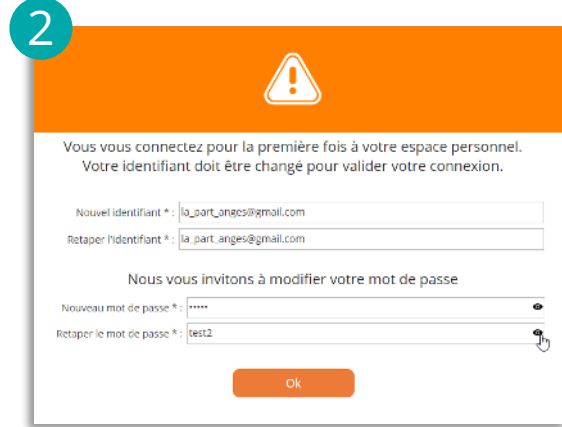 2
Vous vous connectez pour la première fois à votre espace personnel.
Votre identifiant doit être changé pour valider votre connexion.
Nouvel identifiant * : la_part_anges@gmail.com
Retaper l'identifiant * : la_part_anges@gmail.com
Nous vous invitons à modifier votre mot de passe
Nouveau mot de passe * : •••••
Retaper le mot de passe * : test2
Ok